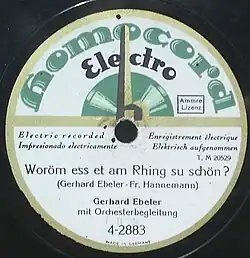 Homocord
Electro
Ammre
Lizenz
Electric recorded
Enregistrement électrique
Impresionado electricamente
Elektrisch aufgenommen
T. M 20529
Woröm ess et am Rhing su schön?
(Gerhard Ebeler - Fr. Hannemann)
Gerhard Ebeler
mit Orchesterbegleitung
4-2883
MADE IN GERMANY